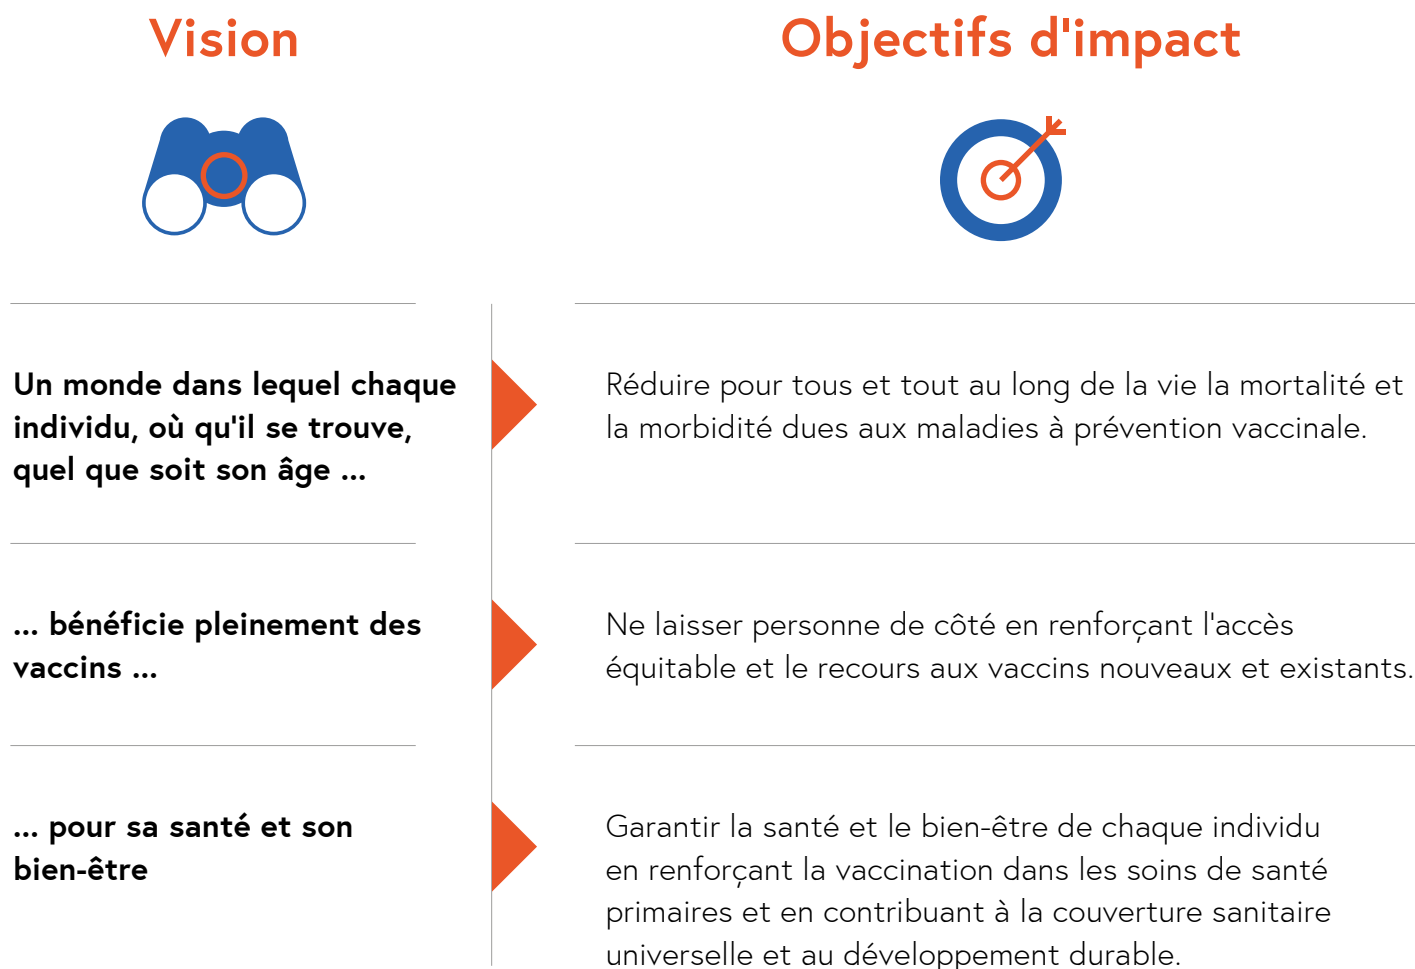 Vision
Objectifs d'impact
Un monde dans lequel chaque
individu, où qu'il se trouve,
quel que soit son âge ...
Réduire pour tous et tout au long de la vie la mortalité et
la morbidité dues aux maladies à prévention vaccinale.
... bénéficie pleinement des
vaccins ...
Ne laisser personne de côté en renforçant l'accès
équitable et le recours aux vaccins nouveaux et existants.
... pour sa santé et son
bien-être
Garantir la santé et le bien-être de chaque individu
en renforçant la vaccination dans les soins de santé
primaires et en contribuant à la couverture sanitaire
universelle et au développement durable.